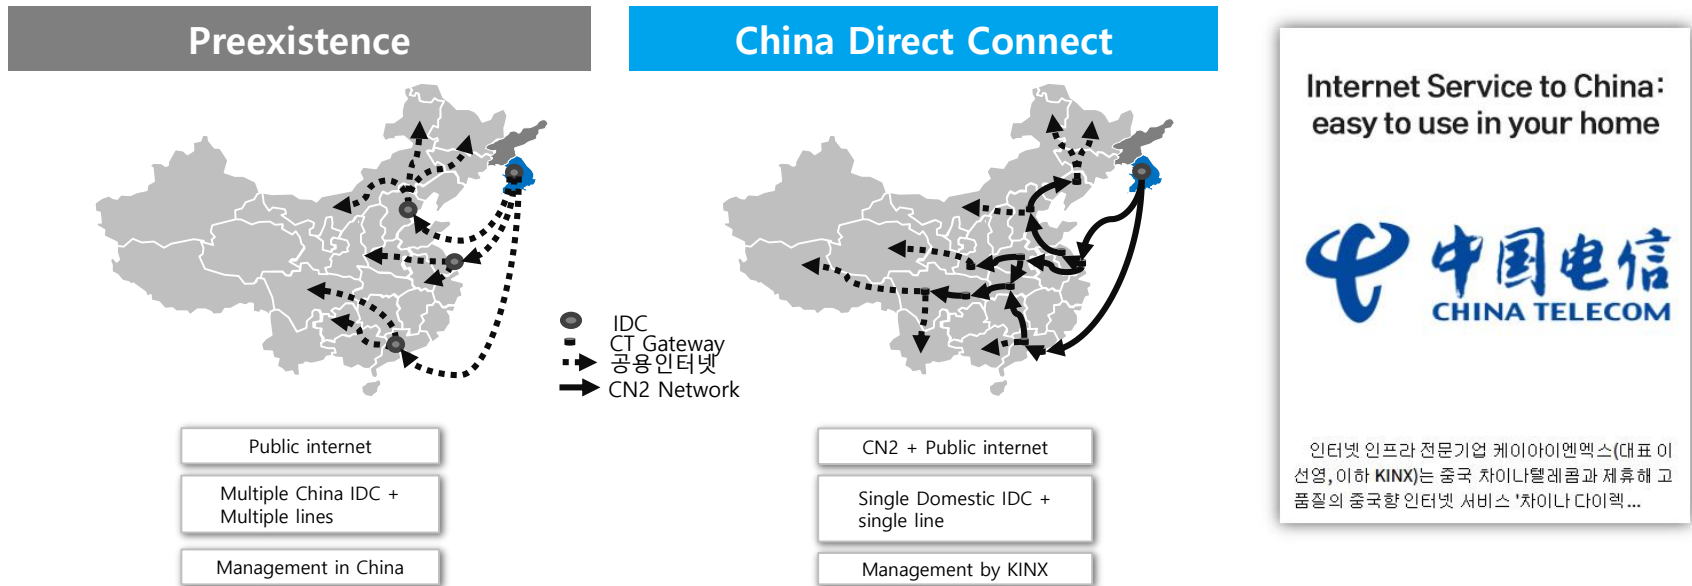 Preexistence
China Direct Connect
IDC
CT Gateway
공용인터넷
CN2 Network
Public internet
Multiple China IDC +
Multiple lines
Management in China
CN2 + Public internet
Single Domestic IDC +
single line
Management by KINX
Internet Service to China:
easy to use in your home
中国电信
CHINA TELECOM
인터넷 인프라 전문기업 케이아이엔엑스(대표 이
선영, 이하 KINX)는 중국 차이나텔레콤과 제휴해 고
품질의 중국향 인터넷 서비스 '차이나 다이렉...